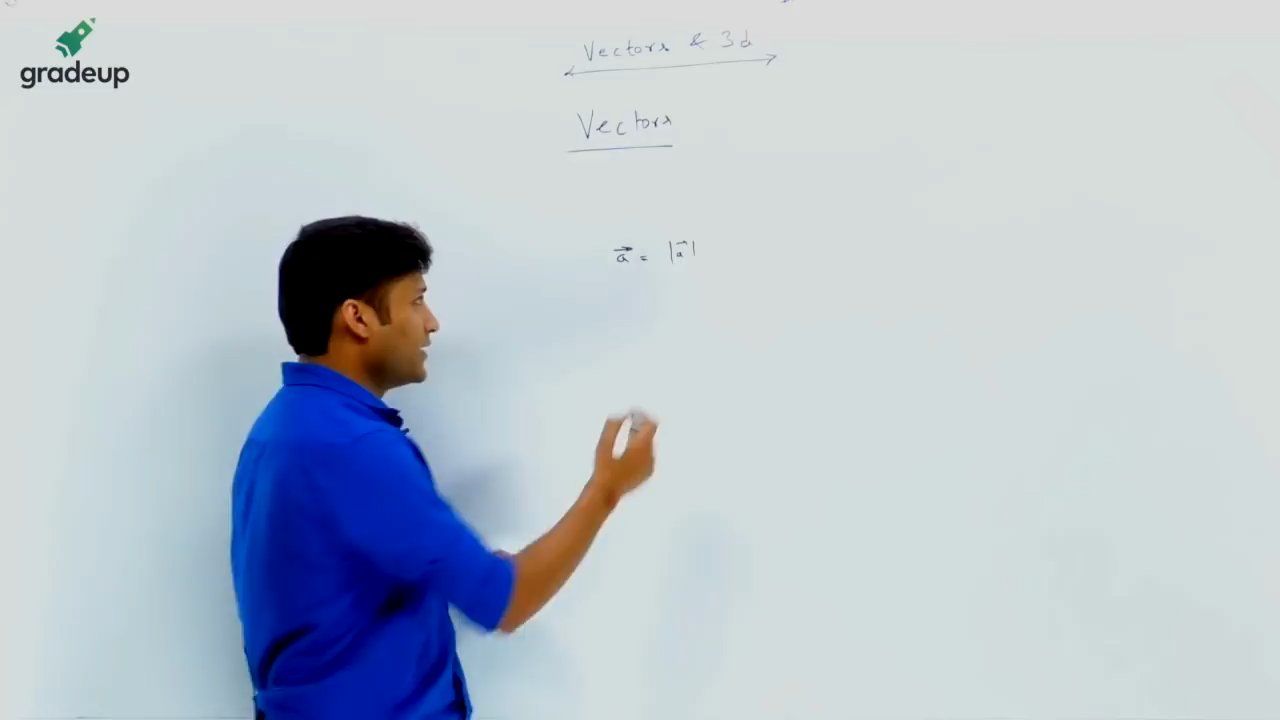 gradeup
Vectors & 3d
Vectors
a⃗ = |a⃗|